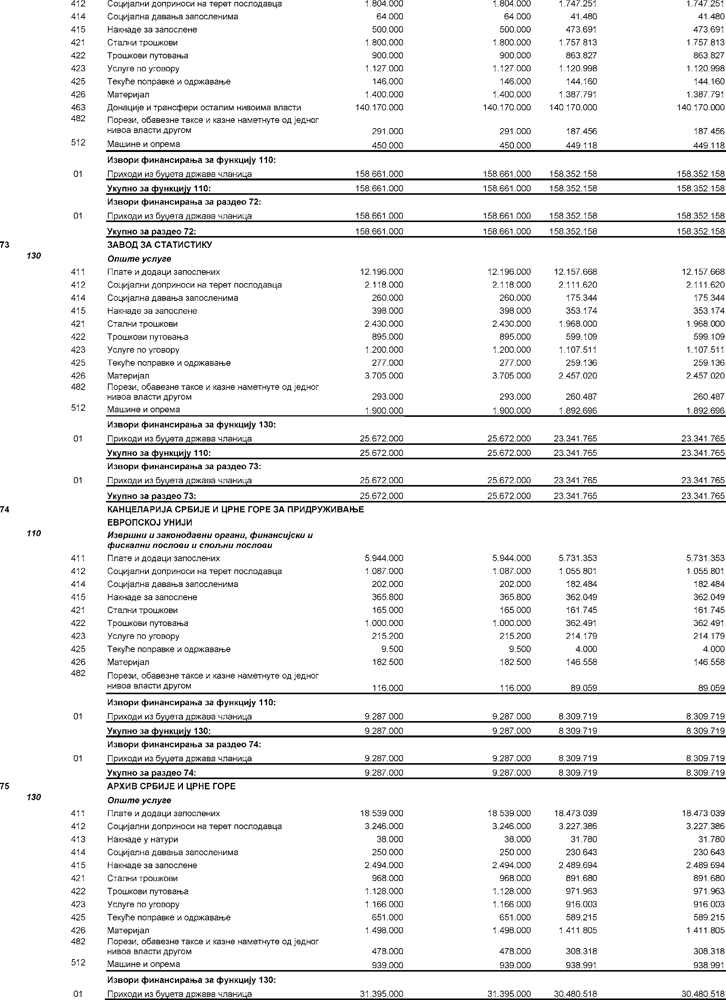 412 Социјални доприноси на терет послодавца 1.804.000 1.804.000 1.747.251 1.747.251
414 Социјална давања запосленима 64.000 64.000 41.480 41.480
415 Накнаде за запослене 500.000 500.000 473.691 473.691
421 Стални трошкови 1.800.000 1.800.000 1.757.813 1.757.813
422 Трошкови путовања 900.000 900.000 863.827 863.827
423 Услуге по уговору 1.127.000 1.127.000 1.120.998 1.120.998
425 Текуће поправке и одржавање 146.000 146.000 144.160 144.160
426 Материјал 1.400.000 1.400.000 1.387.791 1.387.791
463 Донације и трансфери осталим нивоима власти 140.170.000 140.170.000 140.170.000 140.170.000
482 Порези, обавезне таксе и казне наметнуте од једног
нивоа власти другом 291.000 291.000 187.456 187.456
512 Машине и опрема 450.000 450.000 449.118 449.118
Извори финансирања за функцију 110:
01 Приходи из буџета држава чланица 158.661.000 158.661.000 158.352.158 158.352.158
Укупно за функцију 110: 158.661.000 158.661.000 158.352.158 158.352.158
Извори финансирања за раздео 72:
01 Приходи из буџета држава чланица 158.661.000 158.661.000 158.352.158 158.352.158
Укупно за раздео 72: 158.661.000 158.661.000 158.352.158 158.352.158
73 ЗАВОД ЗА СТАТИСТИКУ
130 Опште услуге
411 Плате и додаци запослених 12.196.000 12.196.000 12.157.668 12.157.668
412 Социјални доприноси на терет послодавца 2.118.000 2.118.000 2.111.620 2.111.620
414 Социјална давања запосленима 260.000 260.000 175.344 175.344
415 Накнаде за запослене 398.000 398.000 353.174 353.174
421 Стални трошкови 2.430.000 2.430.000 1.968.000 1.968.000
422 Трошкови путовања 895.000 895.000 599.109 599.109
423 Услуге по уговору 1.200.000 1.200.000 1.107.511 1.107.511
425 Текуће поправке и одржавање 277.000 277.000 259.136 259.136
426 Материјал 3.705.000 3.705.000 2.457.020 2.457.020
482 Порези, обавезне таксе и казне наметнуте од једног
нивоа власти другом 293.000 293.000 260.487 260.487
512 Машине и опрема 1.900.000 1.900.000 1.892.696 1.892.696
Извори финансирања за функцију 130:
01 Приходи из буџета држава чланица 25.672.000 25.672.000 23.341.765 23.341.765
Укупно за функцију 110: 25.672.000 25.672.000 23.341.765 23.341.765
Извори финансирања за раздео 73:
01 Приходи из буџета држава чланица 25.672.000 25.672.000 23.341.765 23.341.765
Укупно за раздео 73: 25.672.000 25.672.000 23.341.765 23.341.765
74 КАНЦЕЛАРИЈА СРБИЈЕ И ЦРНЕ ГОРЕ ЗА ПРИДРУЖИВАЊЕ
ЕВРОПСКОЈ УНИЈИ
110 Извршни и законодавни органи, финансијски и
фискални послови и спољни послови
411 Плате и додаци запослених 5.944.000 5.944.000 5.731.353 5.731.353
412 Социјални доприноси на терет послодавца 1.087.000 1.087.000 1.055.801 1.055.801
414 Социјална давања запосленима 202.000 202.000 182.484 182.484
415 Накнаде за запослене 365.800 365.800 362.049 362.049
421 Стални трошкови 165.000 165.000 161.745 161.745
422 Трошкови путовања 1.000.000 1.000.000 362.491 362.491
423 Услуге по уговору 215.200 215.200 214.179 214.179
425 Текуће поправке и одржавање 9.500 9.500 4.000 4.000
426 Материјал 182.500 182.500 146.558 146.558
482 Порези, обавезне таксе и казне наметнуте од једног
нивоа власти другом 116.000 116.000 89.059 89.059
Извори финансирања за функцију 110:
01 Приходи из буџета држава чланица 9.287.000 9.287.000 8.309.719 8.309.719
Укупно за функцију 130: 9.287.000 9.287.000 8.309.719 8.309.719
Извори финансирања за раздео 74:
01 Приходи из буџета држава чланица 9.287.000 9.287.000 8.309.719 8.309.719
Укупно за раздео 74: 9.287.000 9.287.000 8.309.719 8.309.719
75 АРХИВ СРБИЈЕ И ЦРНЕ ГОРЕ
130 Опште услуге
411 Плате и додаци запослених 18.539.000 18.539.000 18.473.039 18.473.039
412 Социјални доприноси на терет послодавца 3.246.000 3.246.000 3.227.386 3.227.386
413 Накнаде у натури 38.000 38.000 31.780 31.780
414 Социјална давања запосленима 250.000 250.000 230.643 230.643
415 Накнаде за запослене 2.494.000 2.494.000 2.489.694 2.489.694
421 Стални трошкови 968.000 968.000 891.680 891.680
422 Трошкови путовања 1.128.000 1.128.000 971.963 971.963
423 Услуге по уговору 1.166.000 1.166.000 916.003 916.003
425 Текуће поправке и одржавање 651.000 651.000 589.215 589.215
426 Материјал 1.498.000 1.498.000 1.411.805 1.411.805
482 Порези, обавезне таксе и казне наметнуте од једног
нивоа власти другом 478.000 478.000 308.318 308.318
512 Машине и опрема 939.000 939.000 938.991 938.991
Извори финансирања за функцију 130:
01 Приходи из буџета држава чланица 31.395.000 31.395.000 30.480.518 30.480.518